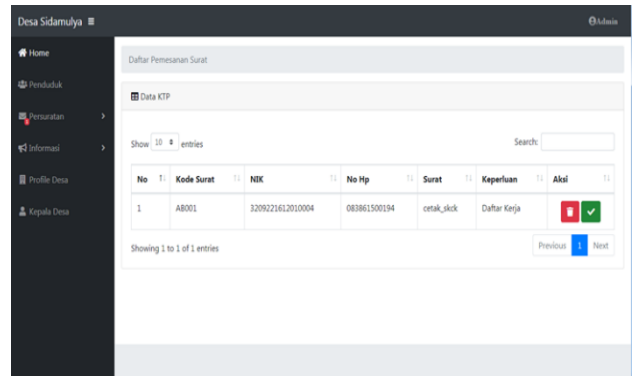 Desa Sidamulya
Admin
Home
Penduduk
Persuratan
Informasi
Profile Desa
Kepala Desa
Daftar Pemesanan Surat
Data KTP
Show 10 entries
Search:
No Kode Surat NIK No Hp Surat Keperluan Aksi
1 AB001 3209221612010004 083861500194 cetak_skck Daftar Kerja
Showing 1 to 1 of 1 entries
Previous 1 Next